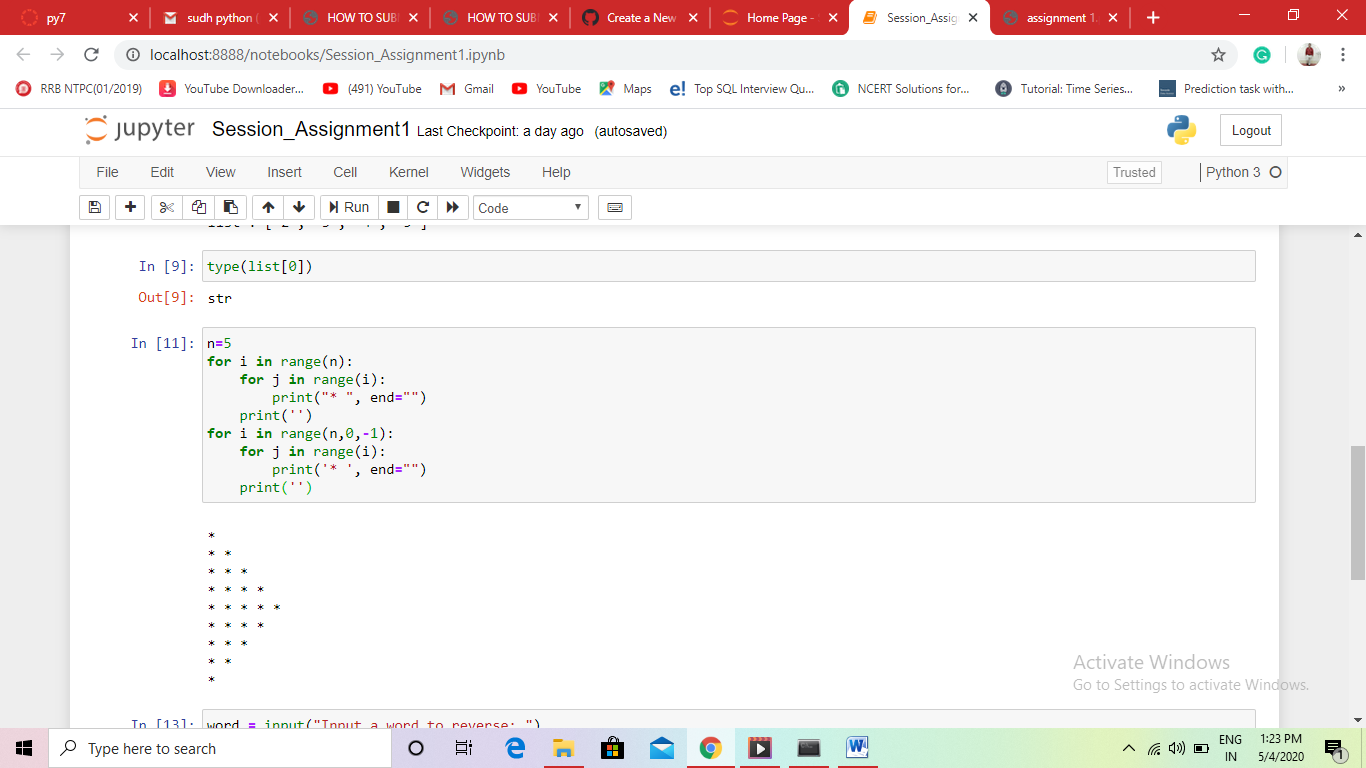 py7
sudh python (
HOW TO SUB
HOW TO SUB
Create a New
Home Page -
Session_Assig
assignment 1.
localhost:8888/notebooks/Session_Assignment1.ipynb
RRB NTPC(01/2019)
YouTube Downloader...
(491) YouTube
Gmail
YouTube
Maps
e! Top SQL Interview Qu...
NCERT Solutions for...
Tutorial: Time Series...
Prediction task with...
»
jupyter Session_Assignment1 Last Checkpoint: a day ago (autosaved)
Logout
File Edit View Insert Cell Kernel Widgets Help
Trusted
Python 3
Run
Code
In [9]: type(list[0])
Out[9]: str
In [11]: n=5
for i in range(n):
    for j in range(i):
        print("* ", end="")
    print('')
for i in range(n,0,-1):
    for j in range(i):
        print('* ', end="")
    print('')
*
* *
* * *
* * * *
* * * * *
* * * *
* * *
* *
*
Activate Windows
Go to Settings to activate Windows.
In [13]: word = input("Input a word to reverse: ")
Type here to search
W
ENG
IN
1:23 PM
5/4/2020
1